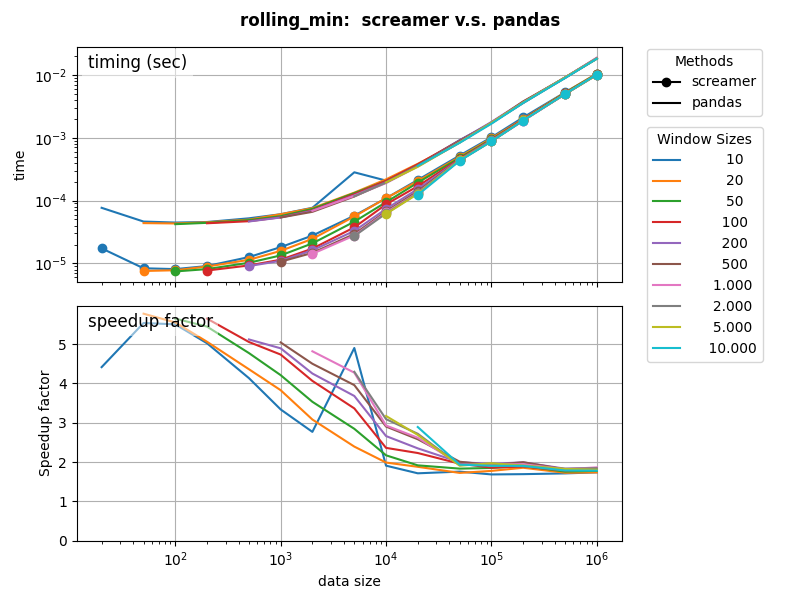 rolling_min:  screamer v.s. pandas
timing (sec)
time
10⁻²
10⁻³
10⁻⁴
10⁻⁵
Methods
screamer
pandas
Window Sizes
10
20
50
100
200
500
1.000
2.000
5.000
10.000
speedup factor
Speedup factor
5
4
3
2
1
0
10² 10³ 10⁴ 10⁵ 10⁶
data size